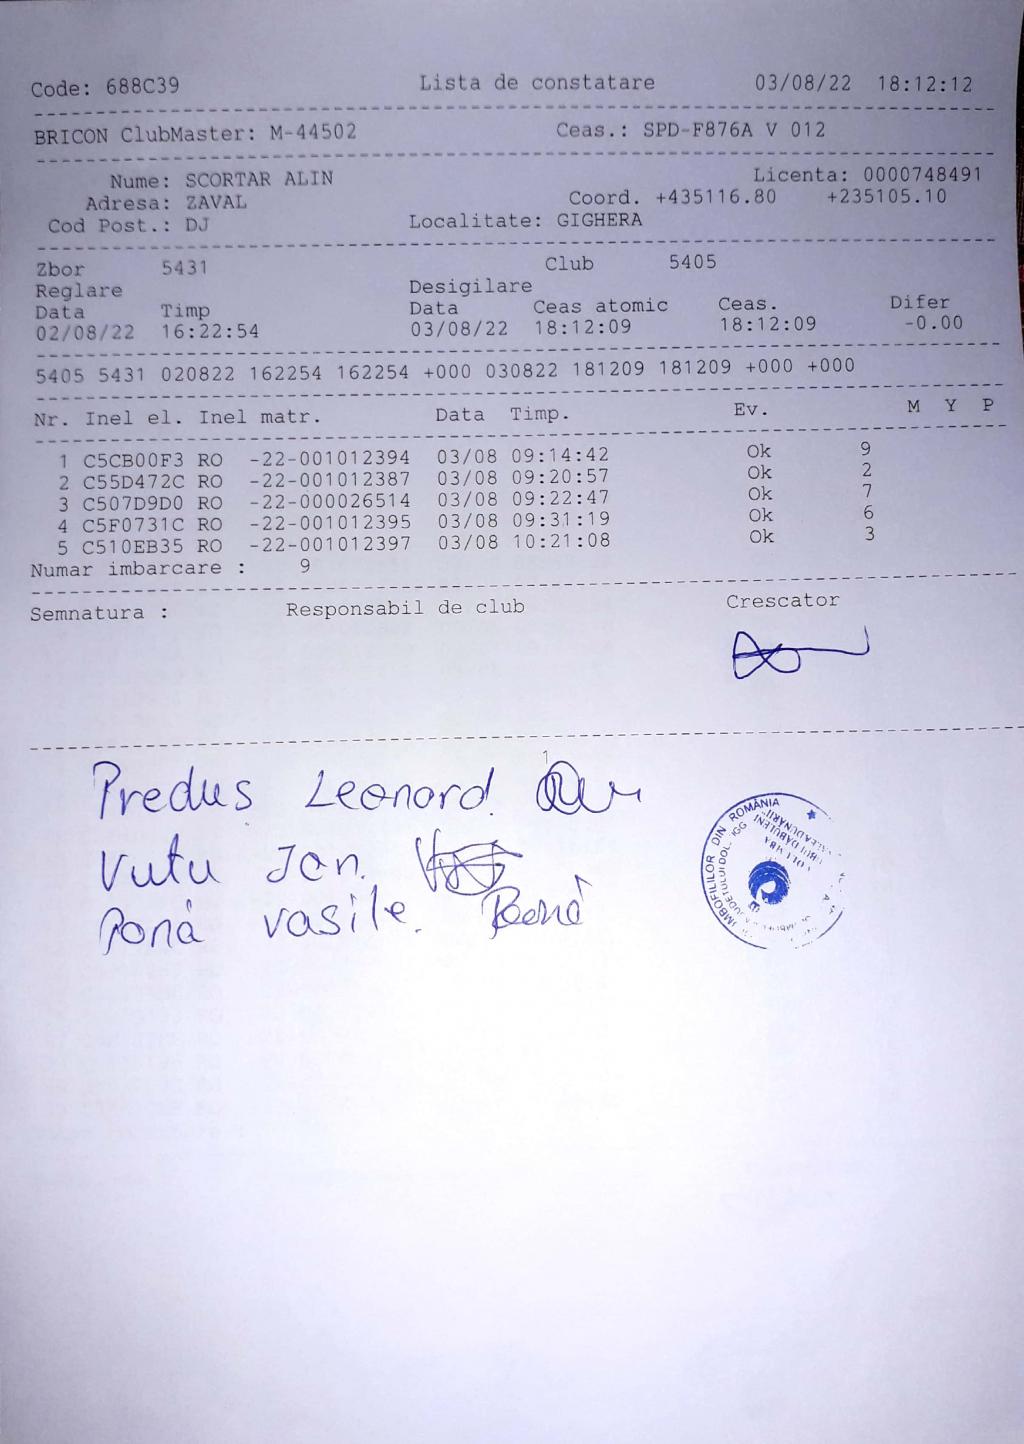 Code: 688C39 Lista de constatare 03/08/22 18:12:12
BRICON ClubMaster: M-44502 Ceas.: SPD-F876A V 012
Nume: SCORTAR ALIN Licenta: 0000748491
Adresa: ZAVAL Coord. +435116.80 +235105.10
Cod Post.: DJ Localitate: GIGHERA
Zbor 5431 Club 5405
Reglare Desigilare
Data Timp Data Ceas atomic Ceas. Difer
02/08/22 16:22:54 03/08/22 18:12:09 18:12:09 -0.00
5405 5431 020822 162254 162254 +000 030822 181209 181209 +000 +000
Nr. Inel el. Inel matr. Data Timp. Ev. M Y P
1 C5CB00F3 RO -22-001012394 03/08 09:14:42 Ok 9
2 C55D472C RO -22-001012387 03/08 09:20:57 Ok 2
3 C507D9D0 RO -22-000026514 03/08 09:22:47 Ok 7
4 C5F0731C RO -22-001012395 03/08 09:31:19 Ok 6
5 C510EB35 RO -22-001012397 03/08 10:21:08 Ok 3
Numar imbarcare : 9
Semnatura : Responsabil de club Crescator
Predus Leonard.
Vutu Ion.
Ponà vasile.
IMBOFILILOR DIN ROMÂNIA
JUDETULUI DOLJ